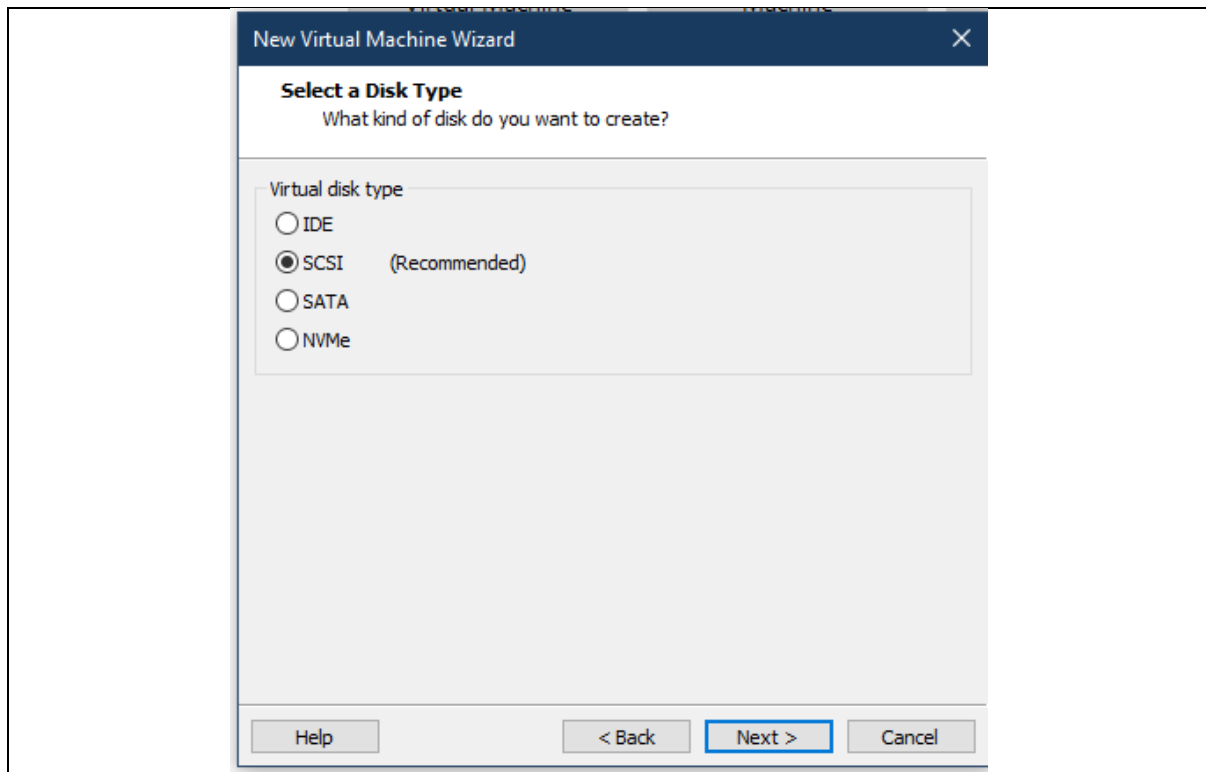 New Virtual Machine Wizard
Select a Disk Type
What kind of disk do you want to create?
Virtual disk type
IDE
SCSI (Recommended)
SATA
NVMe
Help < Back Next > Cancel